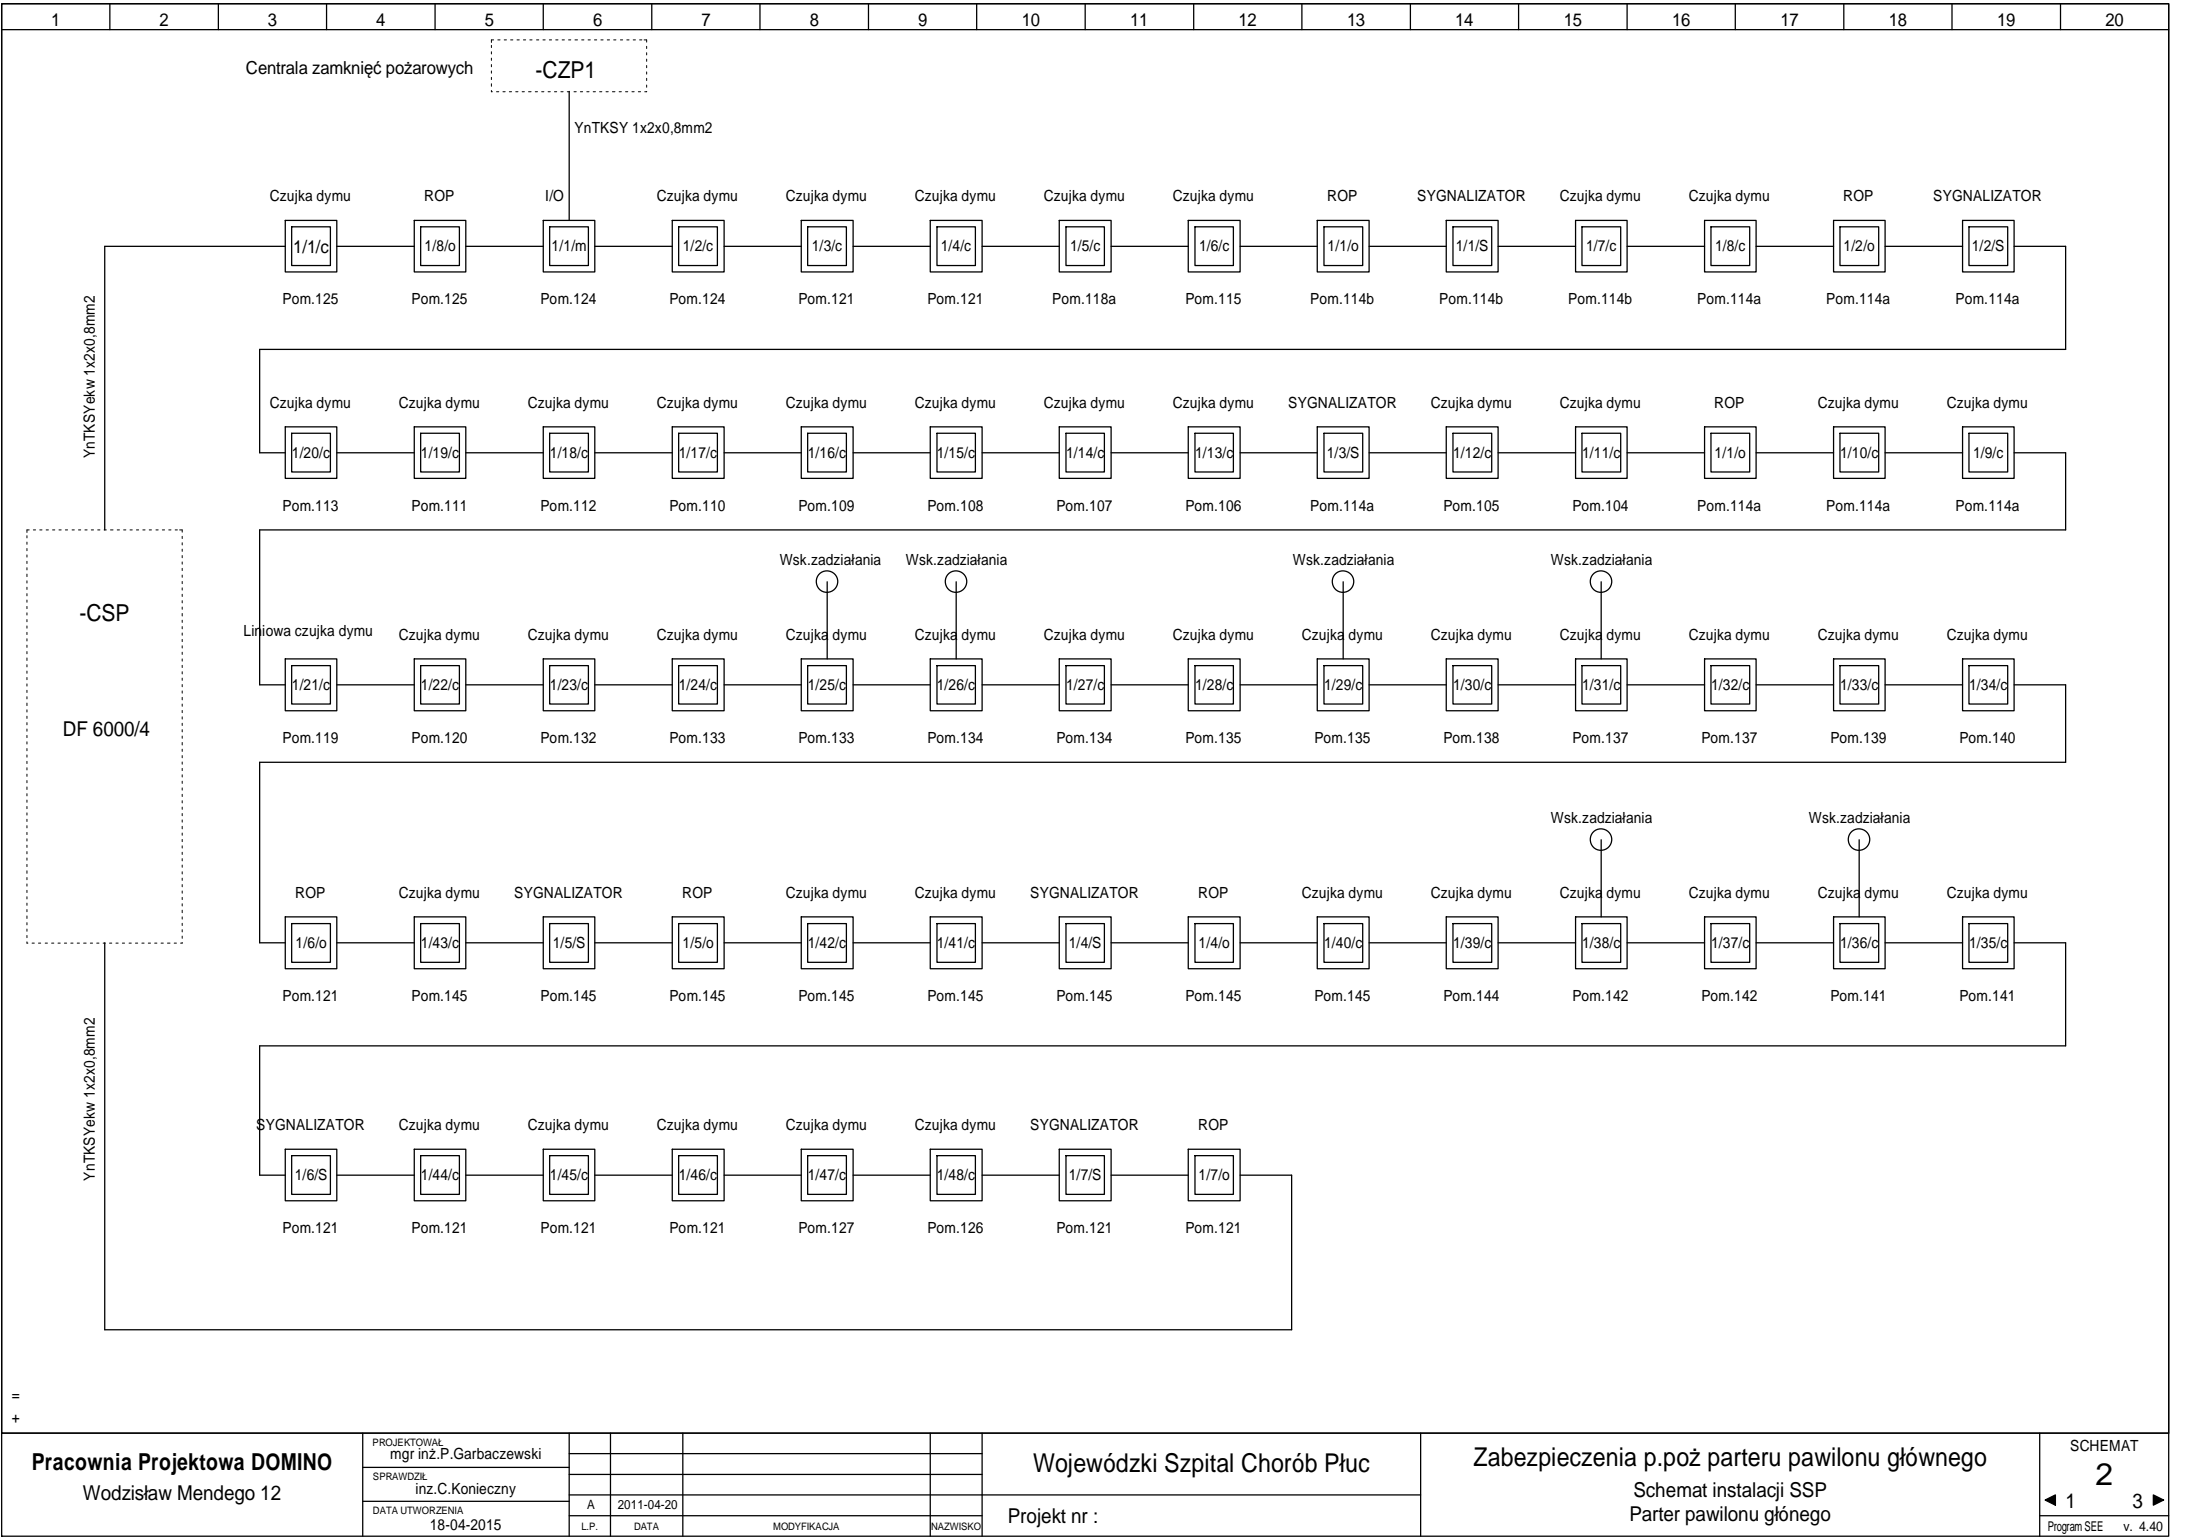 1 2 3 4 5 6 7 8 9 10 11 12 13 14 15 16 17 18 19 20
Centrala zamknięć pożarowych
-CZP1
YnTKSY 1x2x0,8mm2
Czujka dymu ROP I/O Czujka dymu Czujka dymu Czujka dymu Czujka dymu Czujka dymu ROP SYGNALIZATOR Czujka dymu Czujka dymu ROP SYGNALIZATOR
1/1/c 1/8/o 1/1/m 1/2/c 1/3/c 1/4/c 1/5/c 1/6/c 1/1/o 1/1/S 1/7/c 1/8/c 1/2/o 1/2/S
Pom.125 Pom.125 Pom.124 Pom.124 Pom.121 Pom.121 Pom.118a Pom.115 Pom.114b Pom.114b Pom.114b Pom.114a Pom.114a Pom.114a
YnTKSYekw 1x2x0,8mm2
Czujka dymu Czujka dymu Czujka dymu Czujka dymu Czujka dymu Czujka dymu Czujka dymu Czujka dymu SYGNALIZATOR Czujka dymu Czujka dymu ROP Czujka dymu Czujka dymu
1/20/c 1/19/c 1/18/c 1/17/c 1/16/c 1/15/c 1/14/c 1/13/c 1/3/S 1/12/c 1/11/c 1/1/o 1/10/c 1/9/c
Pom.113 Pom.111 Pom.112 Pom.110 Pom.109 Pom.108 Pom.107 Pom.106 Pom.114a Pom.105 Pom.104 Pom.114a Pom.114a Pom.114a
-CSP
DF 6000/4
Wsk.zadziałania Wsk.zadziałania Wsk.zadziałania Wsk.zadziałania
Liniowa czujka dymu Czujka dymu Czujka dymu Czujka dymu Czujka dymu Czujka dymu Czujka dymu Czujka dymu Czujka dymu Czujka dymu Czujka dymu Czujka dymu Czujka dymu Czujka dymu
1/21/c 1/22/c 1/23/c 1/24/c 1/25/c 1/26/c 1/27/c 1/28/c 1/29/c 1/30/c 1/31/c 1/32/c 1/33/c 1/34/c
Pom.119 Pom.120 Pom.132 Pom.133 Pom.133 Pom.134 Pom.134 Pom.135 Pom.135 Pom.138 Pom.137 Pom.137 Pom.139 Pom.140
Wsk.zadziałania Wsk.zadziałania
ROP Czujka dymu SYGNALIZATOR ROP Czujka dymu Czujka dymu SYGNALIZATOR ROP Czujka dymu Czujka dymu Czujka dymu Czujka dymu Czujka dymu Czujka dymu
1/6/o 1/43/c 1/5/S 1/5/o 1/42/c 1/41/c 1/4/S 1/4/o 1/40/c 1/39/c 1/38/c 1/37/c 1/36/c 1/35/c
Pom.121 Pom.145 Pom.145 Pom.145 Pom.145 Pom.145 Pom.145 Pom.145 Pom.145 Pom.144 Pom.142 Pom.142 Pom.141 Pom.141
YnTKSYekw 1x2x0,8mm2
SYGNALIZATOR Czujka dymu Czujka dymu Czujka dymu Czujka dymu Czujka dymu SYGNALIZATOR ROP
1/6/S 1/44/c 1/45/c 1/46/c 1/47/c 1/48/c 1/7/S 1/7/o
Pom.121 Pom.121 Pom.121 Pom.121 Pom.127 Pom.126 Pom.121 Pom.121
=
+
Pracownia Projektowa DOMINO
Wodzisław Mendego 12
PROJEKTOWAŁ
mgr inż.P.Garbaczewski
SPRAWDZIŁ
inz.C.Konieczny
DATA UTWORZENIA
18-04-2015
A 2011-04-20
L.P. DATA MODYFIKACJA NAZWISKO
Wojewódzki Szpital Chorób Płuc
Projekt nr :
Zabezpieczenia p.poż parteru pawilonu głównego
Schemat instalacji SSP
Parter pawilonu głónego
SCHEMAT
2
◄ 1 3 ►
Program SEE v. 4.40